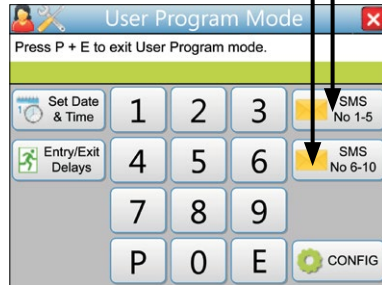 User Program Mode
Press P + E to exit User Program mode.
Set Date
& Time
1
2
3
SMS
No 1-5
Entry/Exit
Delays
4
5
6
SMS
No 6-10
7
8
9
P
0
E
CONFIG